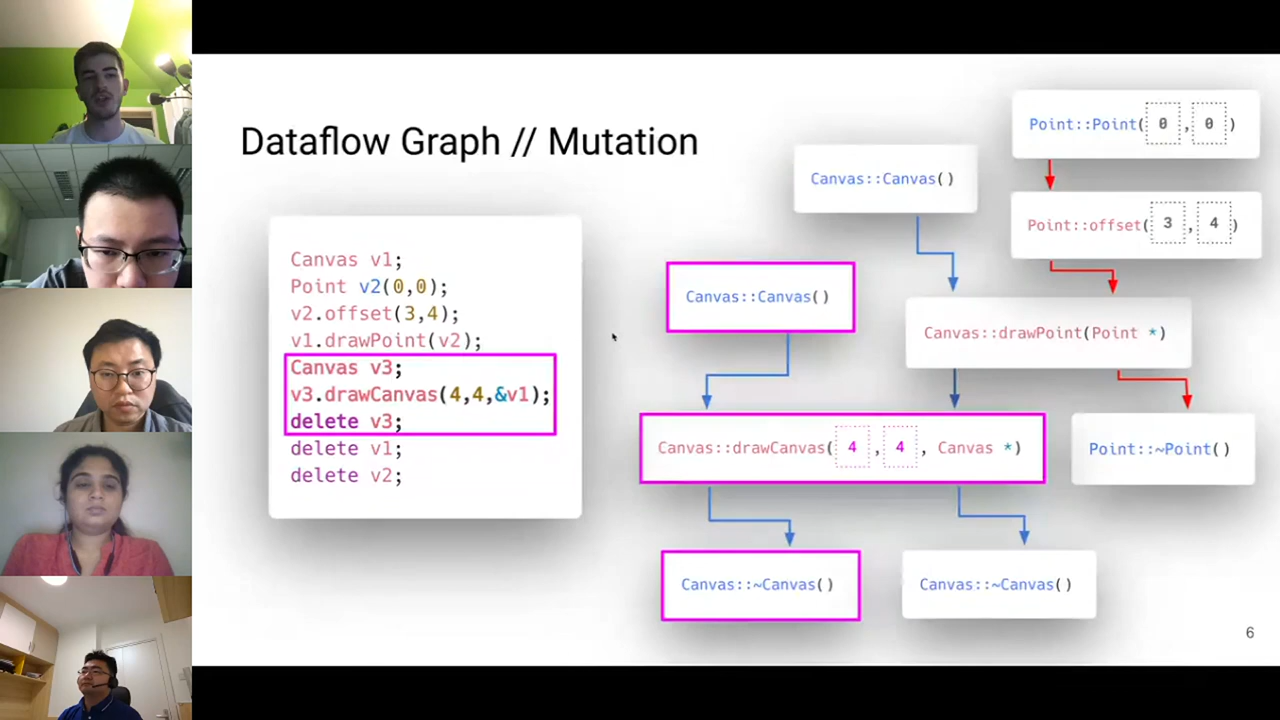 Dataflow Graph // Mutation
Canvas v1;
Point v2(0,0);
v2.offset(3,4);
v1.drawPoint(v2);
Canvas v3;
v3.drawCanvas(4,4,&v1);
delete v3;
delete v1;
delete v2;
Point::Point(0,0)
Canvas::Canvas()
Point::offset(3,4)
Canvas::Canvas()
Canvas::drawPoint(Point *)
Canvas::drawCanvas(4,4, Canvas *)
Point::~Point()
Canvas::~Canvas()
Canvas::~Canvas()
6